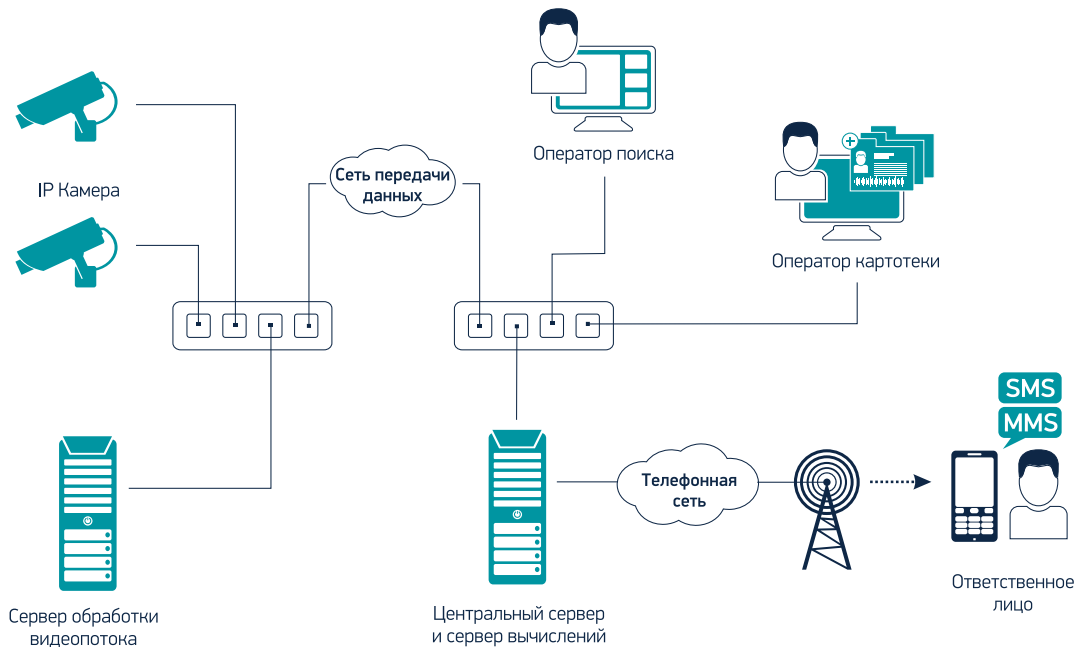 Оператор поиска
Сеть передачи
данных
IP Камера
Оператор картотеки
SMS
MMS
Телефонная
сеть
Ответственное
лицо
Сервер обработки
видеопотока
Центральный сервер
и сервер вычислений